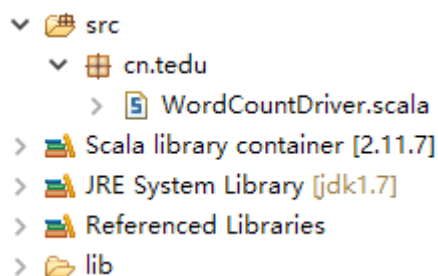 src
cn.tedu
WordCountDriver.scala
Scala library container [2.11.7]
JRE System Library [jdk1.7]
Referenced Libraries
lib